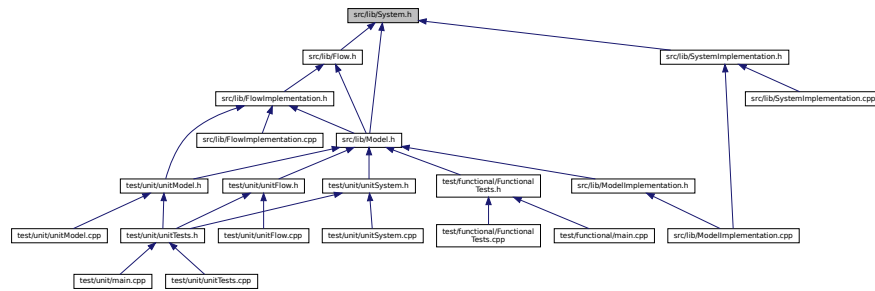 src/lib/System.h
src/lib/Flow.h
src/lib/SystemImplementation.h
src/lib/FlowImplementation.h
src/lib/SystemImplementation.cpp
src/lib/FlowImplementation.cpp
src/lib/Model.h
test/unit/unitModel.h
test/unit/unitFlow.h
test/unit/unitSystem.h
test/functional/Functional
Tests.h
src/lib/ModelImplementation.h
test/unit/unitModel.cpp
test/unit/unitTests.h
test/unit/unitFlow.cpp
test/unit/unitSystem.cpp
test/functional/Functional
Tests.cpp
test/functional/main.cpp
src/lib/ModelImplementation.cpp
test/unit/main.cpp
test/unit/unitTests.cpp